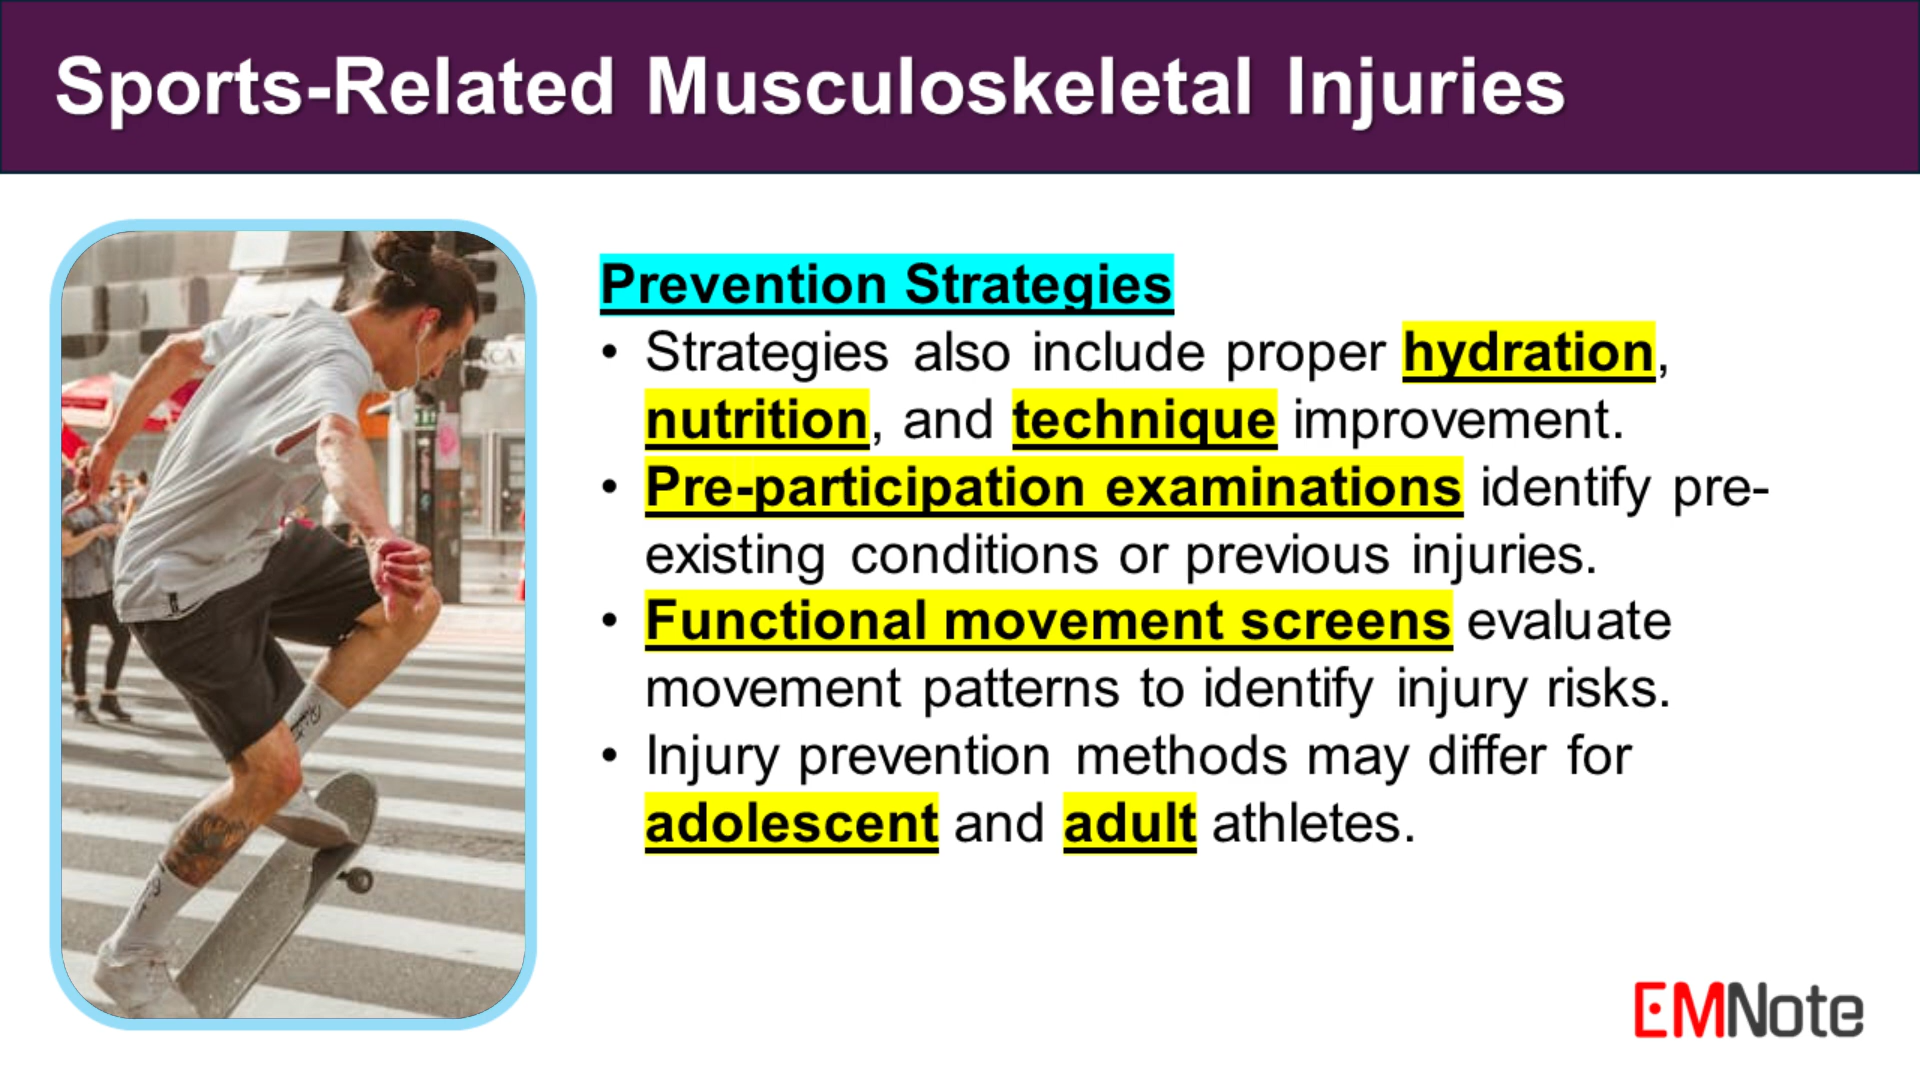 Sports-Related Musculoskeletal Injuries
Prevention Strategies
• Strategies also include proper hydration,
nutrition, and technique improvement.
• Pre-participation examinations identify pre-
existing conditions or previous injuries.
• Functional movement screens evaluate
movement patterns to identify injury risks.
• Injury prevention methods may differ for
adolescent and adult athletes.
EMNote